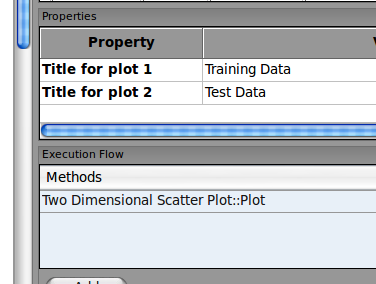 Properties
Property
Title for plot 1 Training Data
Title for plot 2 Test Data
Execution Flow
Methods
Two Dimensional Scatter Plot::Plot